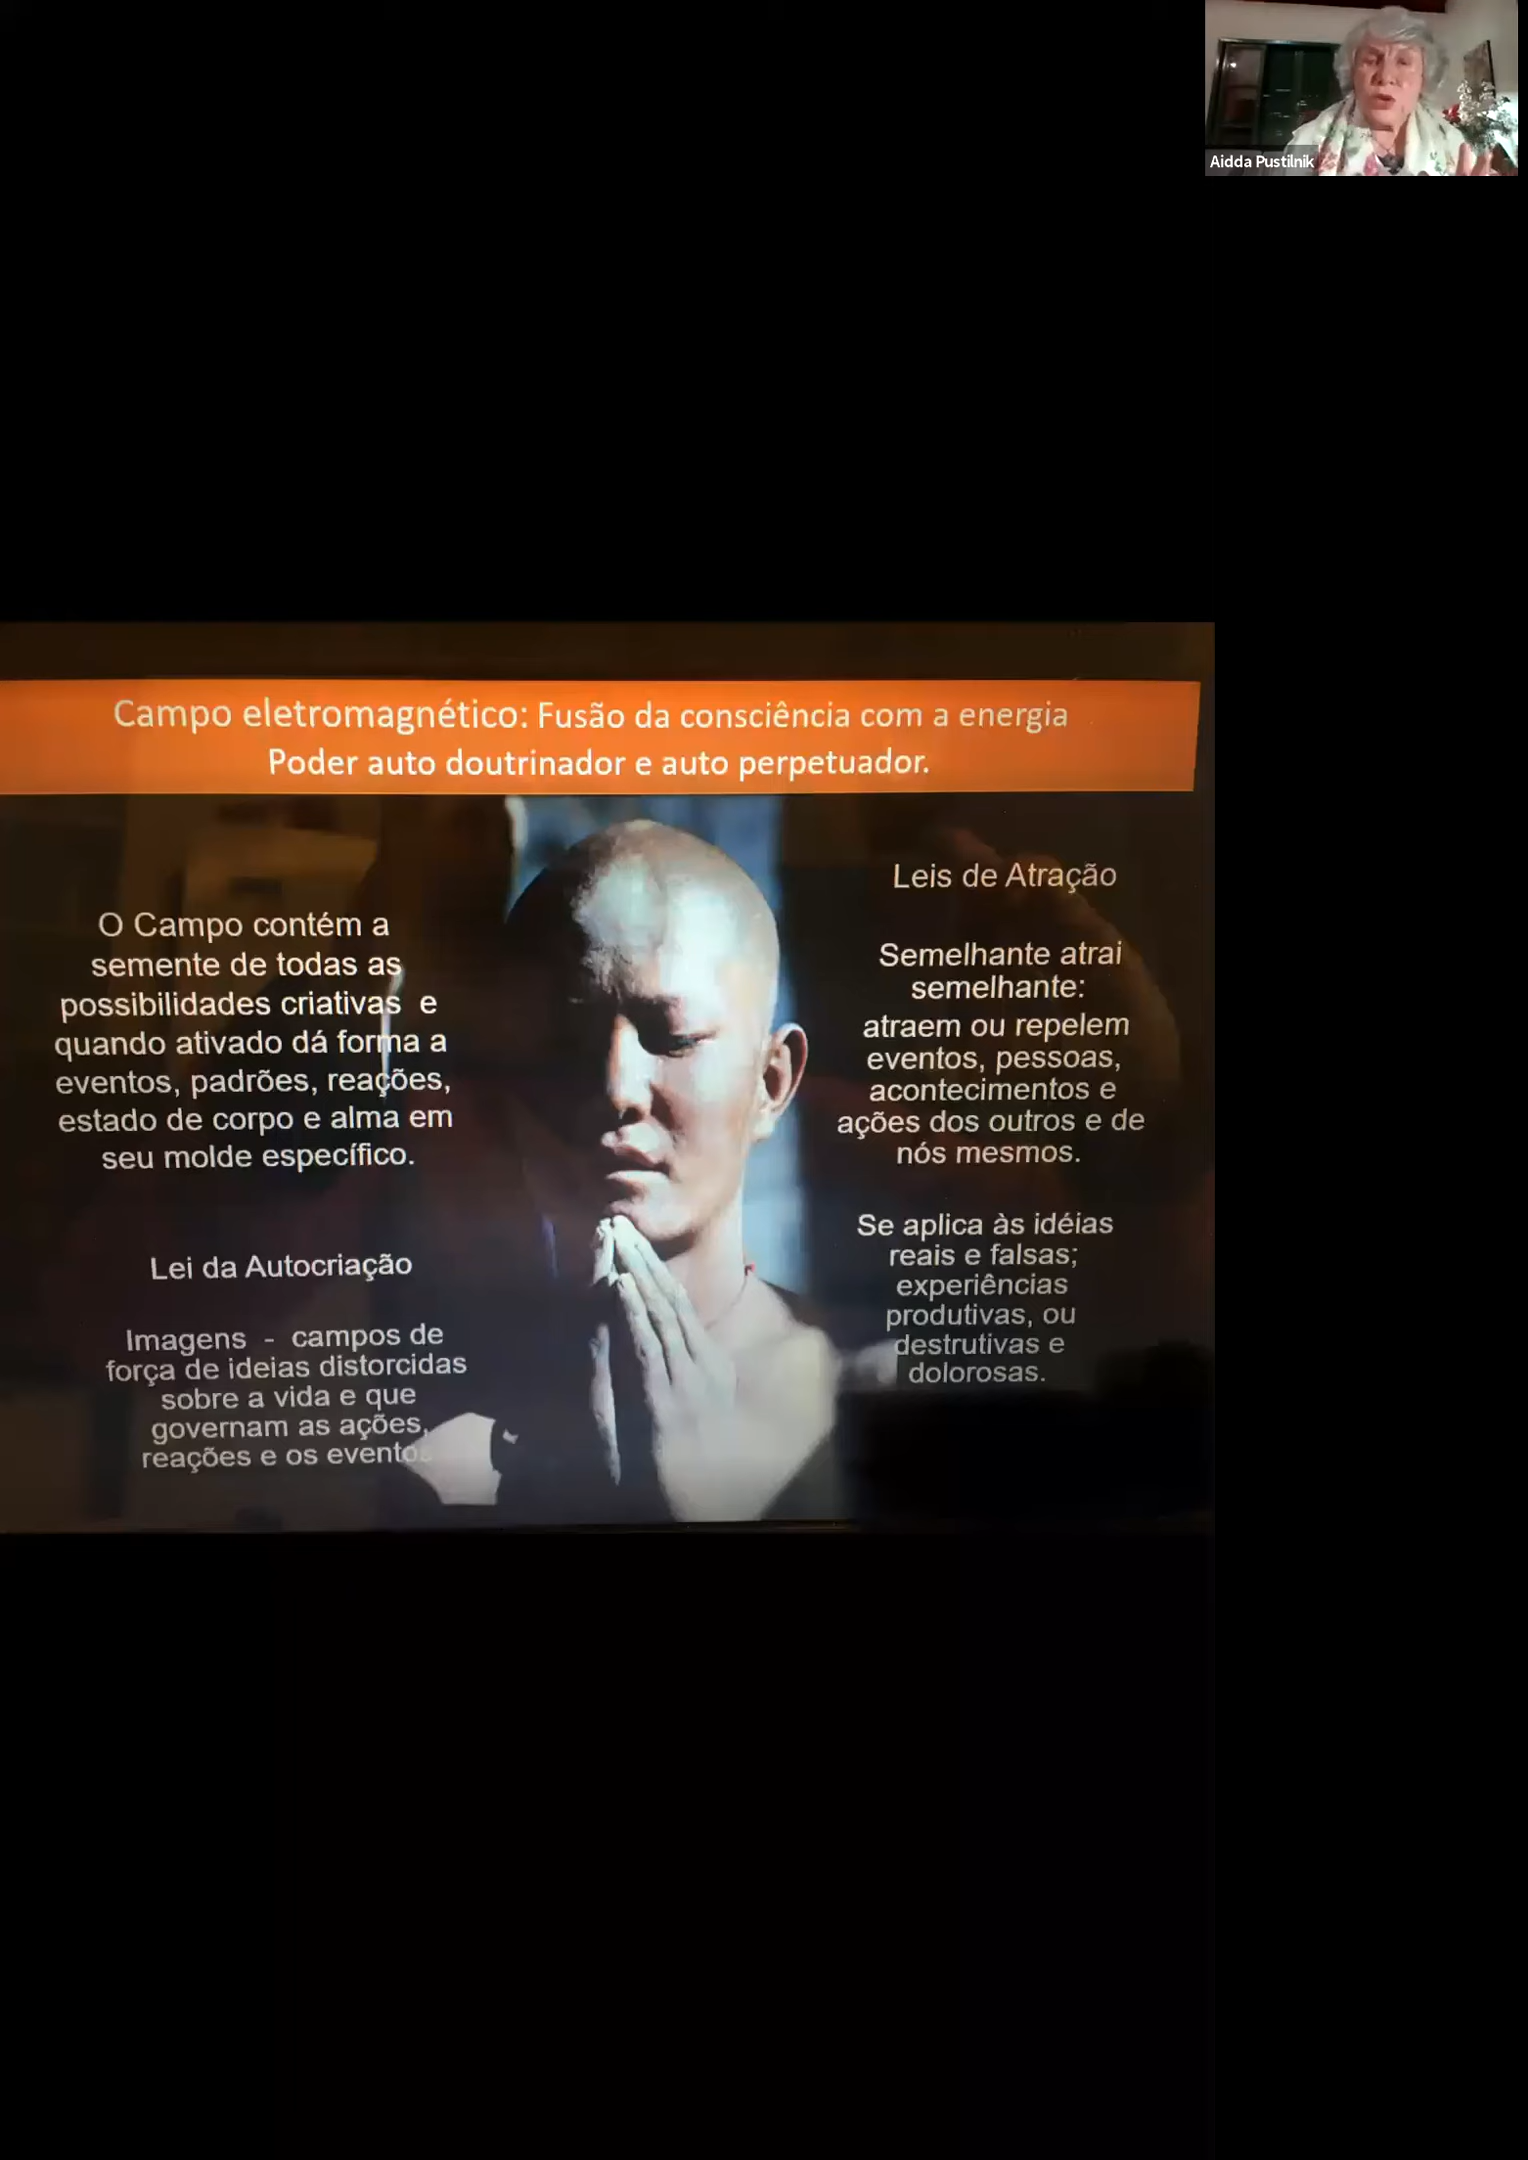 Aidda Pustilnik
Campo eletromagnético: Fusão da consciência com a energia
Poder auto doutrinador e auto perpetuador.
O Campo contém a
semente de todas as
possibilidades criativas e
quando ativado dá forma a
eventos, padrões, reações,
estado de corpo e alma em
seu molde específico.
Lei da Autocriação
Imagens - campos de
força de ideias distorcidas
sobre a vida e que
governam as ações,
reações e os eventos
Leis de Atração
Semelhante atrai
semelhante:
atraem ou repelem
eventos, pessoas,
acontecimentos e
ações dos outros e de
nós mesmos.
Se aplica às idéias
reais e falsas;
experiências
produtivas, ou
destrutivas e
dolorosas.